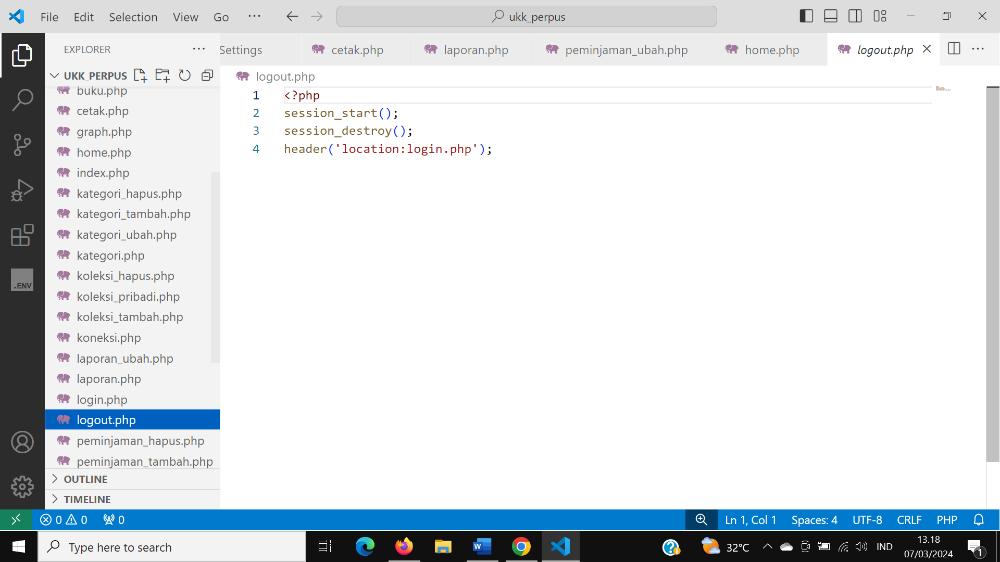 File Edit Selection View Go ··· ukk_perpus
EXPLORER ···
Settings cetak.php laporan.php peminjaman_ubah.php home.php logout.php ···
UKK_PERPUS
logout.php
buku.php
cetak.php
graph.php
home.php
index.php
kategori_hapus.php
kategori_tambah.php
kategori_ubah.php
kategori.php
koleksi_hapus.php
koleksi_pribadi.php
koleksi_tambah.php
koneksi.php
laporan_ubah.php
laporan.php
login.php
logout.php
peminjaman_hapus.php
peminjaman_tambah.php
OUTLINE
TIMELINE
.ENV
1 <?php
2 session_start();
3 session_destroy();
4 header('location:login.php');
0 0 0 Ln 1, Col 1 Spaces: 4 UTF-8 CRLF PHP
Type here to search
W
32°C IND
13.18
07/03/2024
1